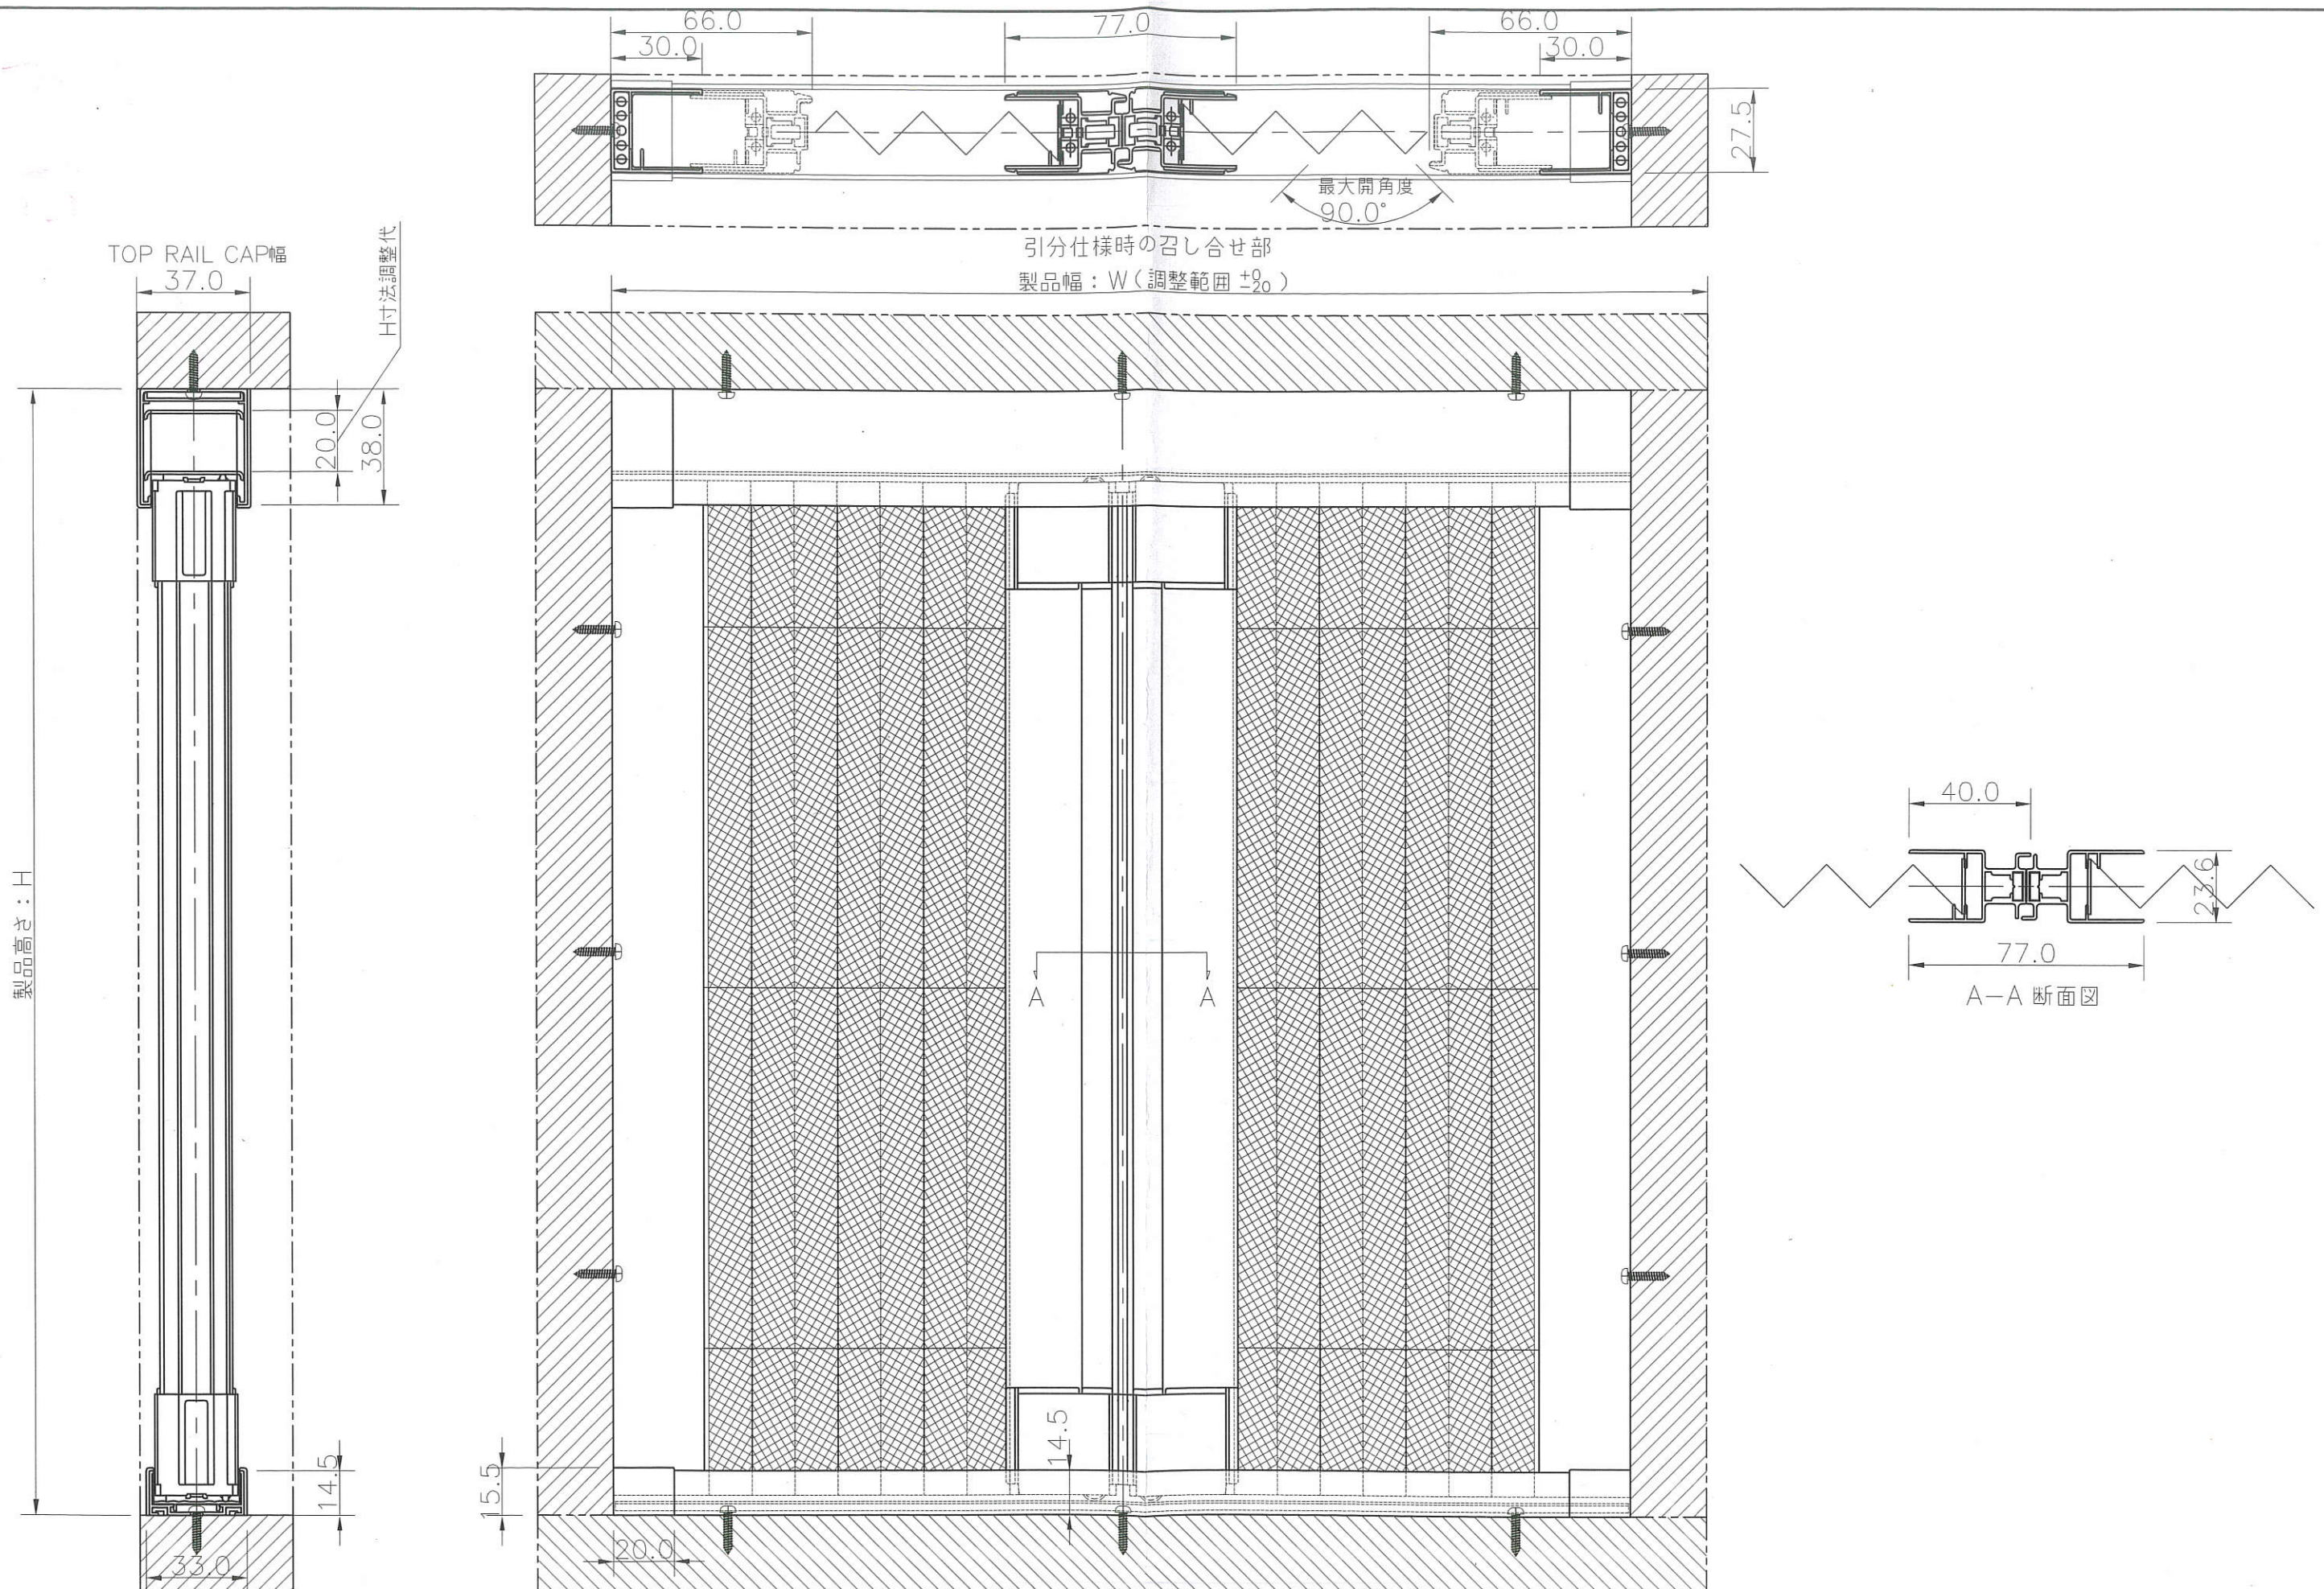 66.0
77.0
66.0
30.0
30.0
27.5
最大開角度
90.0°
引分仕様時の召し合せ部
製品幅：W（調整範囲 +0 -20）
TOP RAIL CAP幅
37.0
H寸法調整代
20.0
38.0
製品高さ：H
14.5
33.0
15.5
20.0
14.5
A
A
40.0
23.6
77.0
A－A 断面図